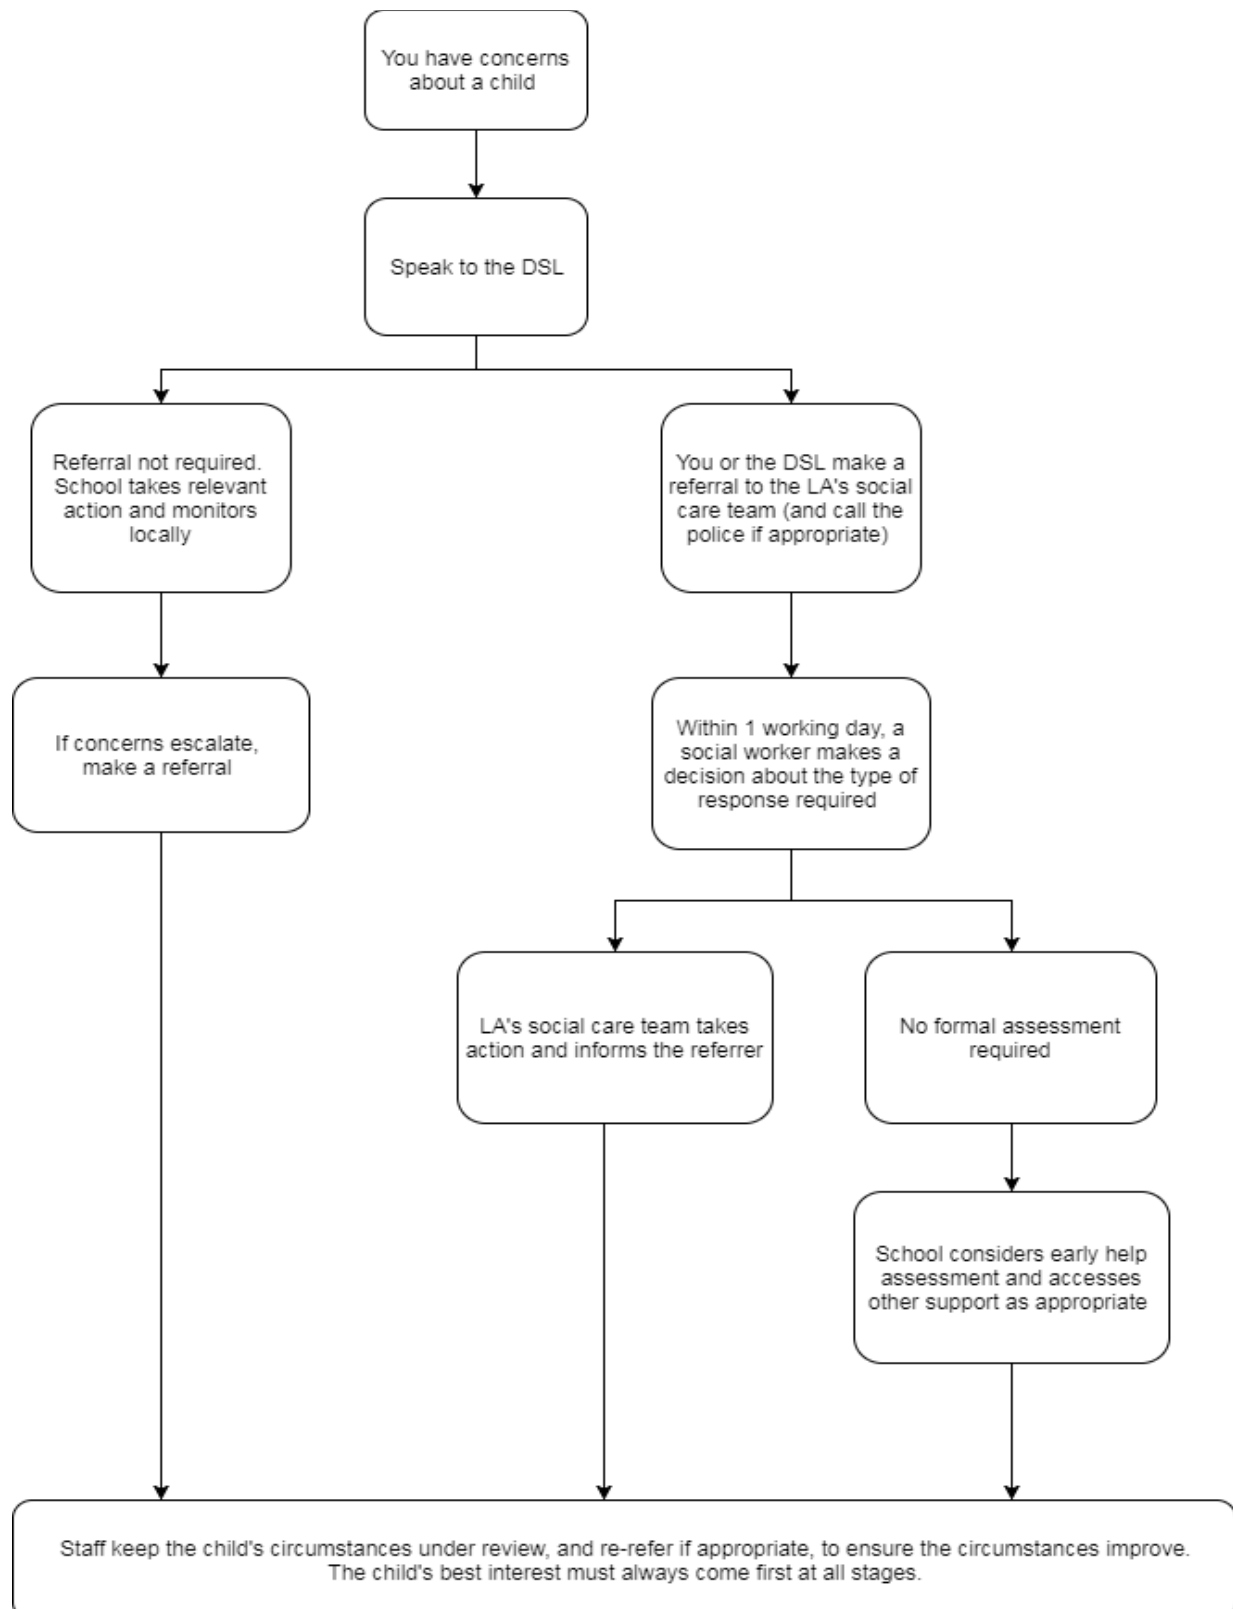 You have concerns
about a child
Speak to the DSL
Referral not required.
School takes relevant
action and monitors
locally
You or the DSL make a
referral to the LA's social
care team (and call the
police if appropriate)
If concerns escalate,
make a referral
Within 1 working day, a
social worker makes a
decision about the type of
response required
LA's social care team takes
action and informs the referrer
No formal assessment
required
School considers early help
assessment and accesses
other support as appropriate
Staff keep the child's circumstances under review, and re-refer if appropriate, to ensure the circumstances improve.
The child's best interest must always come first at all stages.